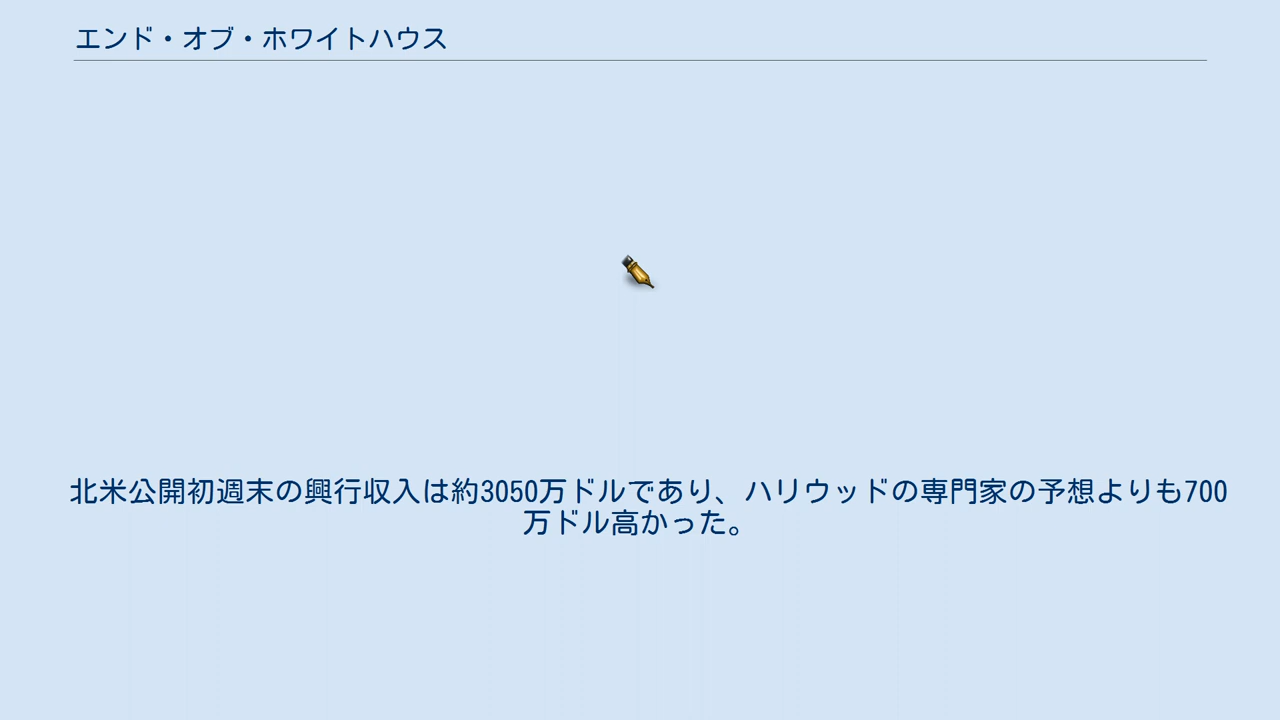 エンド・オブ・ホワイトハウス
北米公開初週末の興行収入は約3050万ドルであり、ハリウッドの専門家の予想よりも700
万ドル高かった。